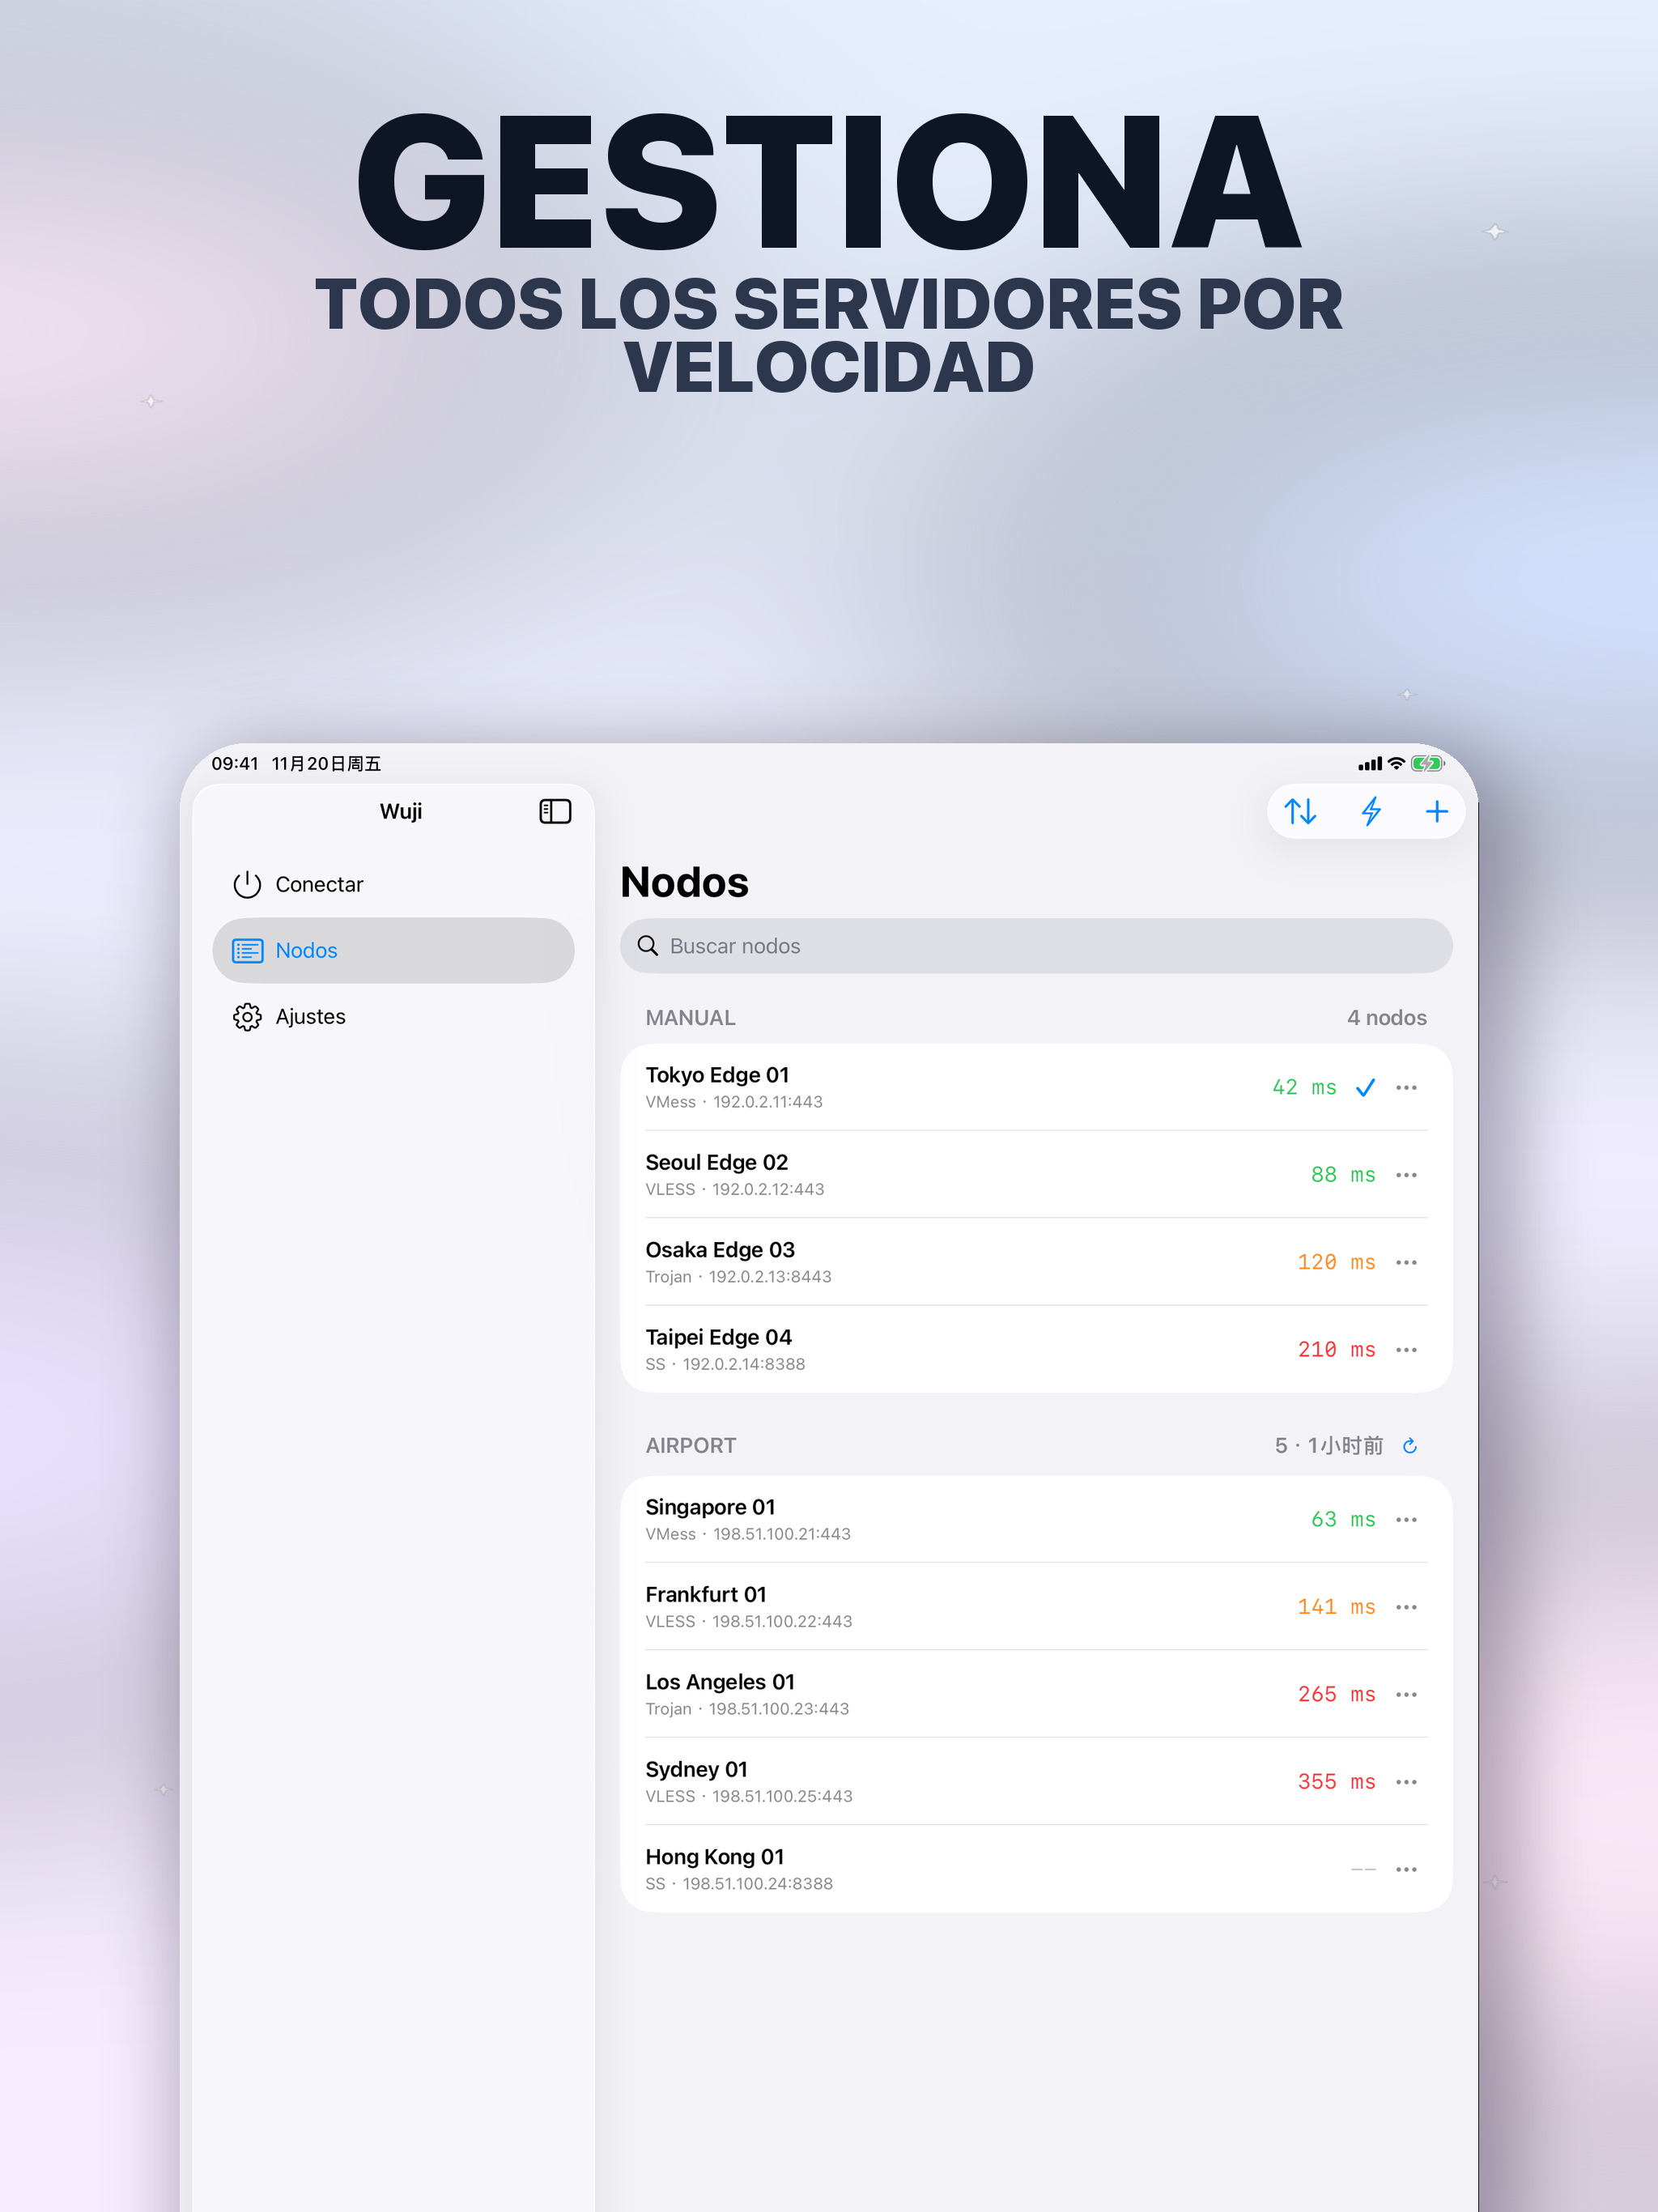 GESTIONA
TODOS LOS SERVIDORES POR
VELOCIDAD
09:41 11月20日周五
Wuji
Conectar
Nodos
Ajustes
Nodos
Buscar nodos
MANUAL 4 nodos
Tokyo Edge 01
VMess · 192.0.2.11:443
42 ms
Seoul Edge 02
VLESS · 192.0.2.12:443
88 ms
Osaka Edge 03
Trojan · 192.0.2.13:8443
120 ms
Taipei Edge 04
SS · 192.0.2.14:8388
210 ms
AIRPORT 5 · 1小时前
Singapore 01
VMess · 198.51.100.21:443
63 ms
Frankfurt 01
VLESS · 198.51.100.22:443
141 ms
Los Angeles 01
Trojan · 198.51.100.23:443
265 ms
Sydney 01
VLESS · 198.51.100.25:443
355 ms
Hong Kong 01
SS · 198.51.100.24:8388
——